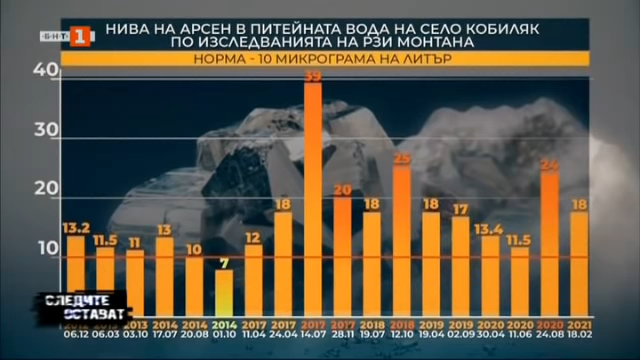 БНТ 1
НИВА НА АРСЕН В ПИТЕЙНАТА ВОДА НА СЕЛО КОБИЛЯК
ПО ИЗСЛЕДВАНИЯТА НА РЗИ МОНТАНА
НОРМА - 10 МИКРОГРАМА НА ЛИТЪР
40
30
20
10
13.2 11.5 11 13 10 7 12 18 39 20 18 25 18 17 13.4 11.5 24 18
2012 2013 2013 2014 2014 2014 2017 2017 2017 2017 2018 2018 2019 2019 2020 2020 2020 2021
06.12 06.03 03.10 17.07 20.08 01.10 11.04 24.04 14.07 28.11 19.07 12.10 19.04 02.09 30.04 11.06 24.08 18.02
СЛЕДИТЕ
ОСТАВАТ